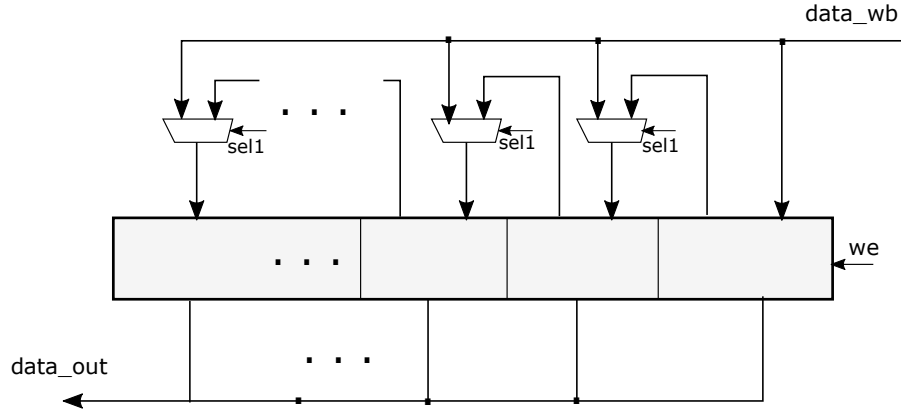 data_wb
sel1
sel1
sel1
. . .
. . .
we
. . .
data_out